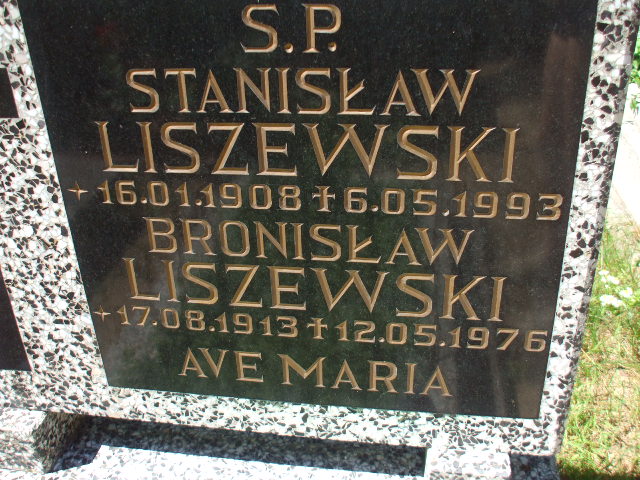 S.P.
STANISŁAW
LISZEWSKI
+16.01.1908 ✝6.05.1993
BRONISŁAW
LISZEWSKI
+17.08.1913 ✝12.05.1976
AVE MARIA